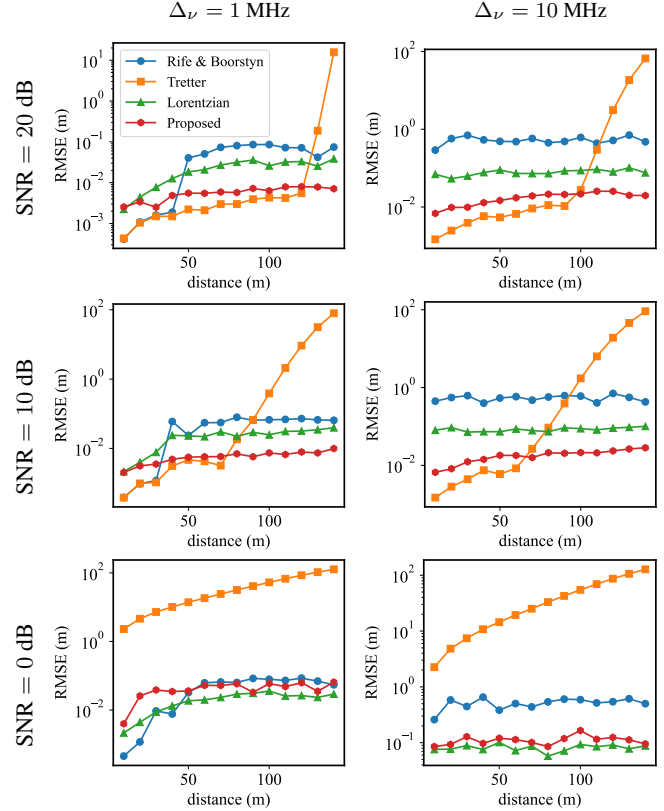 Δ_ν = 1 MHz
Δ_ν = 10 MHz
SNR = 20 dB
RMSE (m)
10^1
10^0
10^−1
10^−2
10^−3
Rife & Boorstyn
Tretter
Lorentzian
Proposed
50
100
distance (m)
RMSE (m)
10^2
10^0
10^−2
50
100
distance (m)
SNR = 10 dB
RMSE (m)
10^2
10^0
10^−2
50
100
distance (m)
RMSE (m)
10^2
10^0
10^−2
50
100
distance (m)
SNR = 0 dB
RMSE (m)
10^2
10^0
10^−2
50
100
distance (m)
RMSE (m)
10^2
10^1
10^0
10^−1
50
100
distance (m)